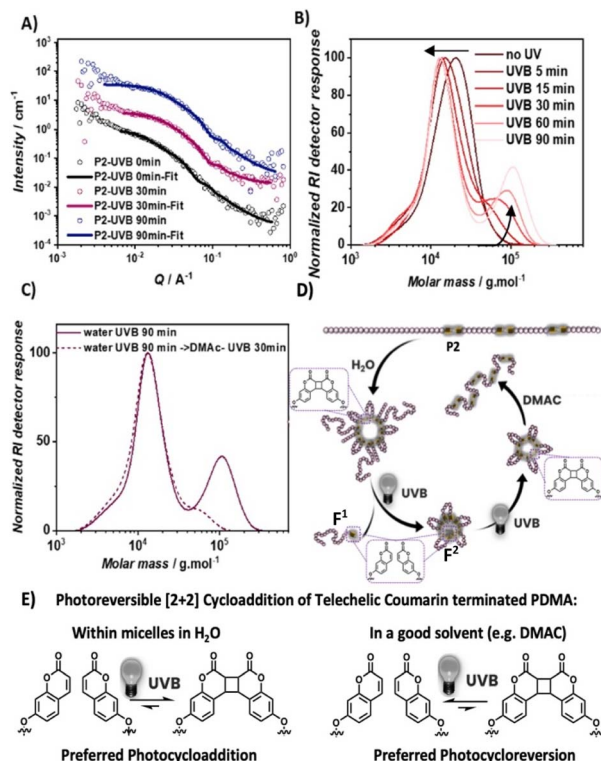 A)
Intensity / cm⁻¹
10³
10²
10¹
10⁰
10⁻¹
10⁻²
10⁻³
10⁻⁴
P2-UVB 0min
P2-UVB 0min-Fit
P2-UVB 30min
P2-UVB 30min-Fit
P2-UVB 90min
P2-UVB 90min-Fit
10⁻³ 10⁻² 10⁻¹ 10⁰
Q / A⁻¹
B)
Normalized RI detector response
100
80
60
40
20
0
no UV
UVB 5 min
UVB 15 min
UVB 30 min
UVB 60 min
UVB 90 min
10⁴ 10⁵
Molar mass / g.mol⁻¹
C)
Normalized RI detector response
100
50
0
water UVB 90 min
water UVB 90 min ->DMAc- UVB 30min
10⁴ 10⁵
Molar mass / g.mol⁻¹
D)
P2
H₂O
DMAC
UVB
UVB
F¹
F²
E) Photoreversible [2+2] Cycloaddition of Telechelic Coumarin terminated PDMA:
Within micelles in H₂O
UVB
Preferred Photocycloaddition
In a good solvent (e.g. DMAC)
UVB
Preferred Photocycloreversion